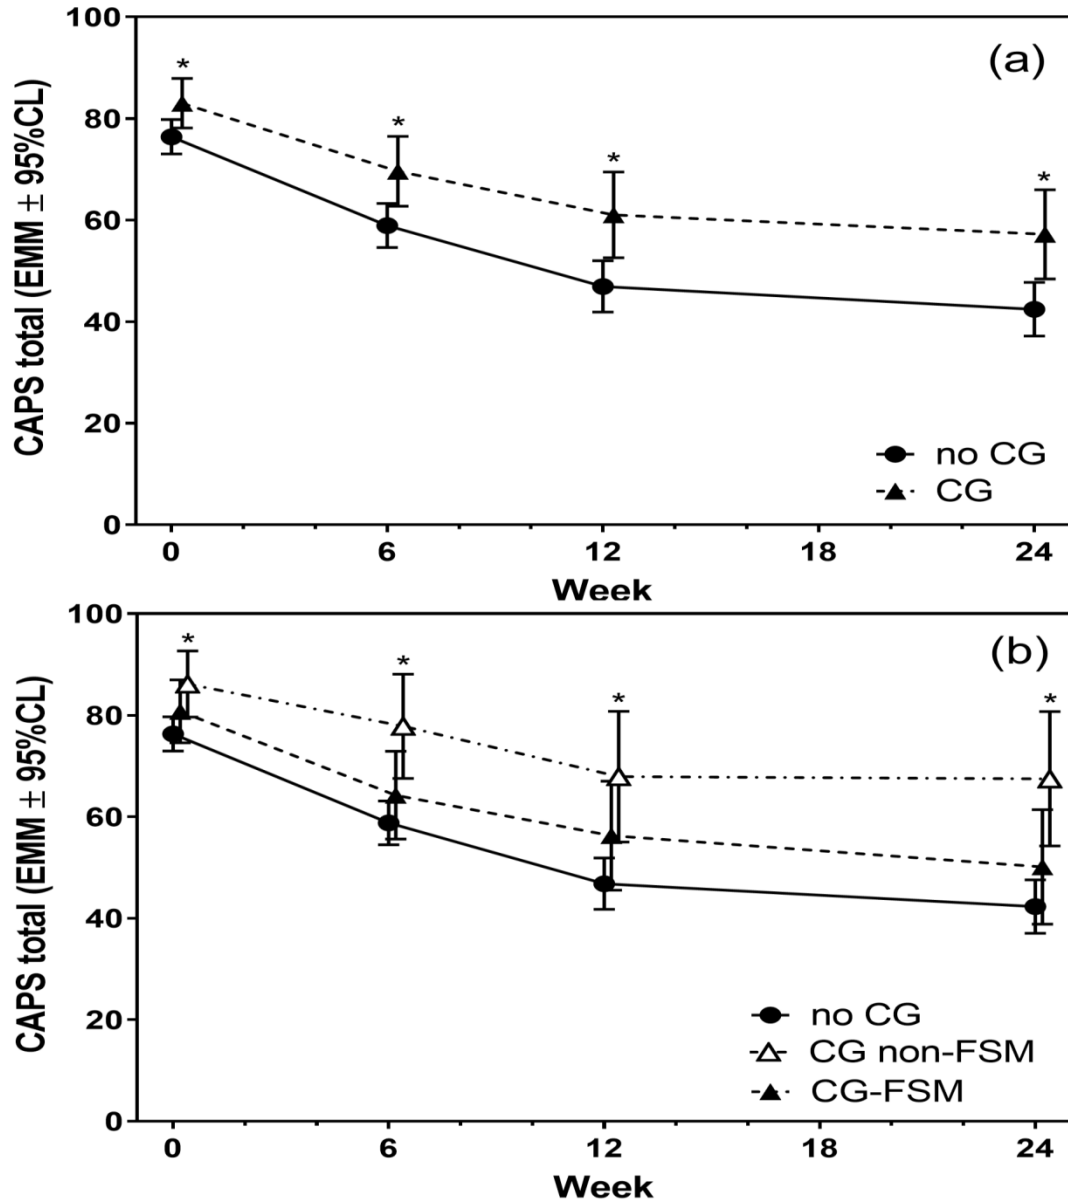 100
(a)
*
*
*
*
80
60
40
20
0
CAPS total (EMM ± 95%CL)
no CG
CG
0 6 12 18 24
Week
100
(b)
*
*
*
*
80
60
40
20
0
CAPS total (EMM ± 95%CL)
no CG
CG non-FSM
CG-FSM
0 6 12 18 24
Week